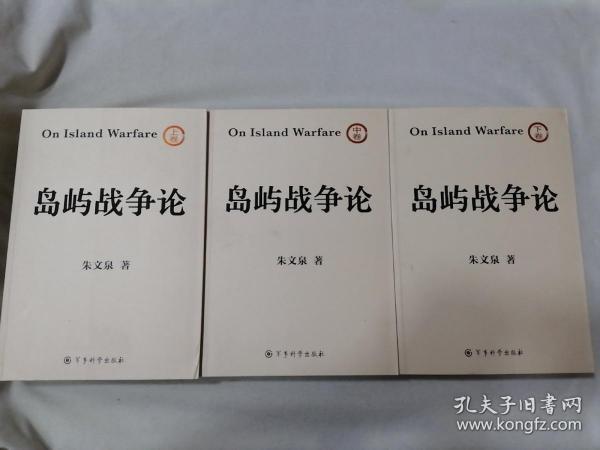 On Island Warfare
上卷
岛屿战争论
朱文泉 著
军事科学出版社
On Island Warfare
中卷
岛屿战争论
朱文泉 著
军事科学出版社
On Island Warfare
下卷
岛屿战争论
朱文泉 著
军事科学出版社
孔夫子旧书网
www.kongfz.com